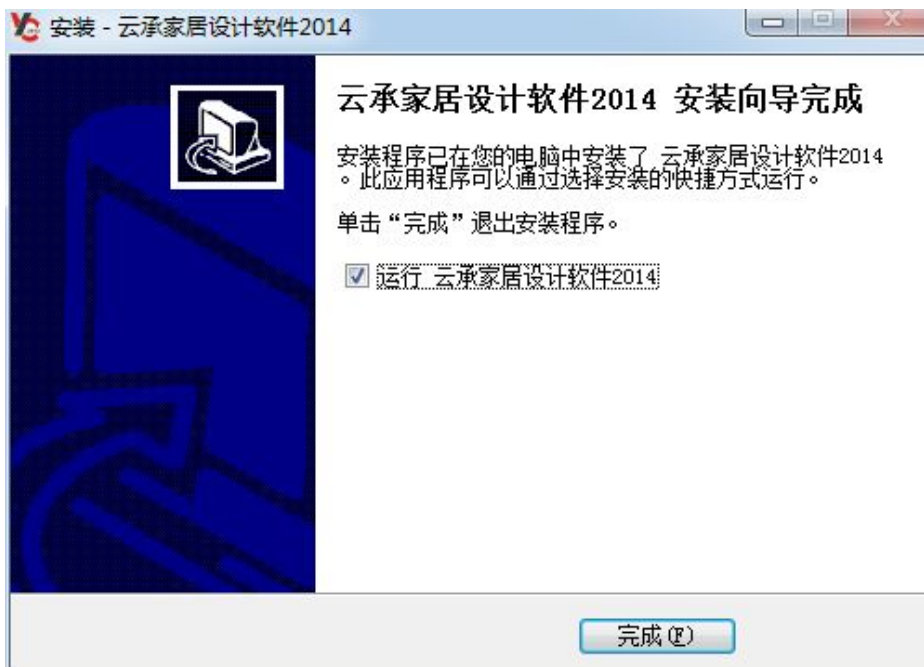 安装 - 云承家居设计软件2014
云承家居设计软件2014 安装向导完成
安装程序已在您的电脑中安装了 云承家居设计软件2014
。此应用程序可以通过选择安装的快捷方式运行。
单击“完成”退出安装程序。
运行 云承家居设计软件2014
完成(F)